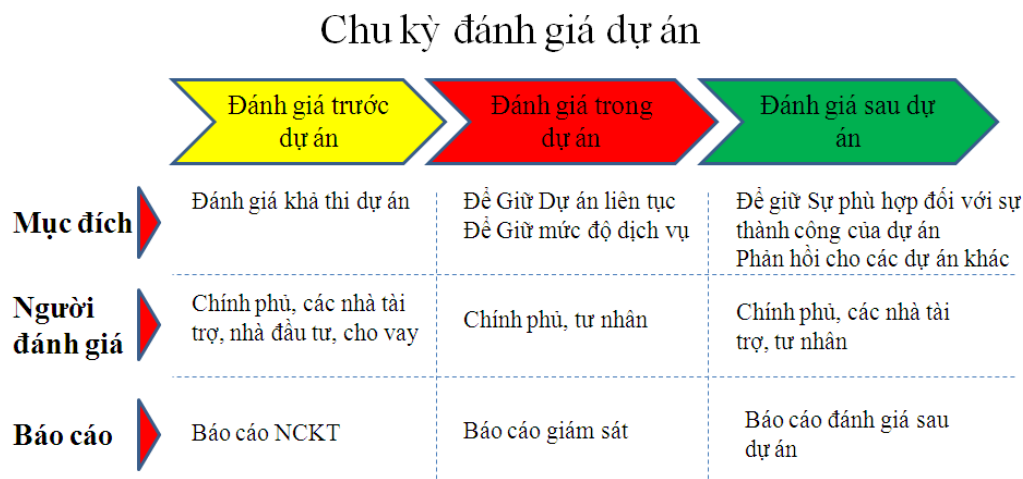 Chu kỳ đánh giá dự án
Đánh giá trước
dự án
Đánh giá trong
dự án
Đánh giá sau dự
án
Mục đích
Đánh giá khả thi dự án
Để Giữ Dự án liên tục
Để Giữ mức độ dịch vụ
Để giữ Sự phù hợp đối với sự
thành công của dự án
Phản hồi cho các dự án khác
Người
đánh giá
Chính phủ, các nhà tài
trợ, nhà đầu tư, cho vay
Chính phủ, tư nhân
Chính phủ, các nhà tài
trợ, tư nhân
Báo cáo
Báo cáo NCKT
Báo cáo giám sát
Báo cáo đánh giá sau
dự án